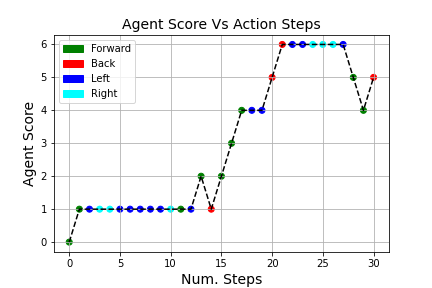 Agent Score Vs Action Steps
Forward
Back
Left
Right
Agent Score
6
5
4
3
2
1
0
0 5 10 15 20 25 30
Num. Steps